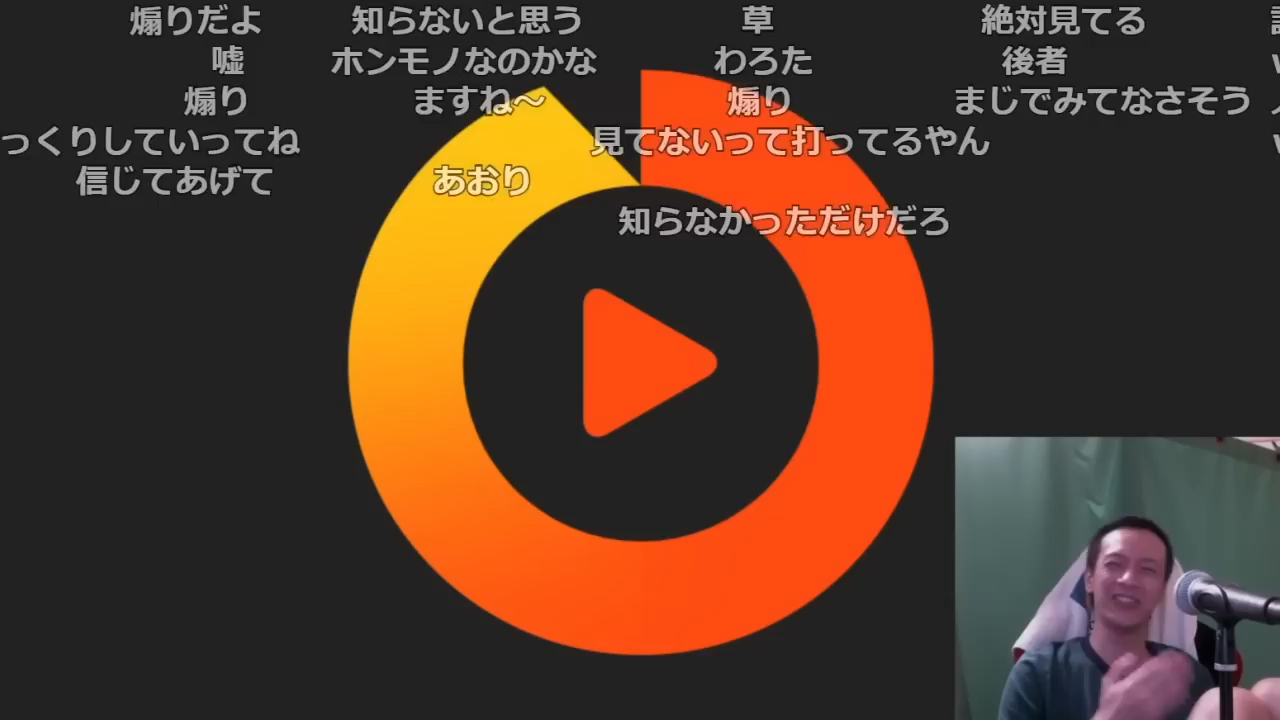 煽りだよ 知らないと思う 草 絶対見てる
嘘 ホンモノなのかな わろた 後者
煽り ますね〜 煽り まじでみてなさそう
っくりしていってね 見てないって打ってるやん
信じてあげて あおり
知らなかっただけだろ